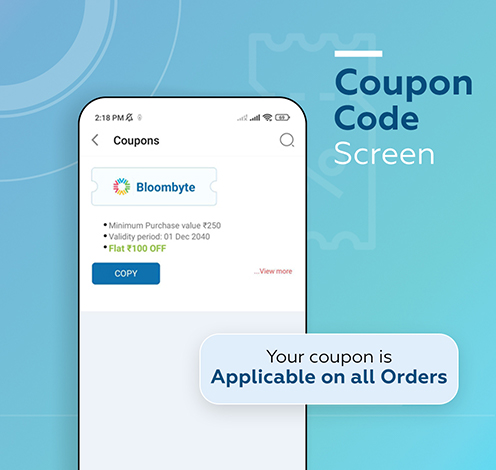 Coupon
Code
Screen
2:18 PM
69
Coupons
Bloombyte
• Minimum Purchase value ₹250
• Validity period: 01 Dec 2040
• Flat ₹100 OFF
COPY
...View more
Your coupon is
Applicable on all Orders